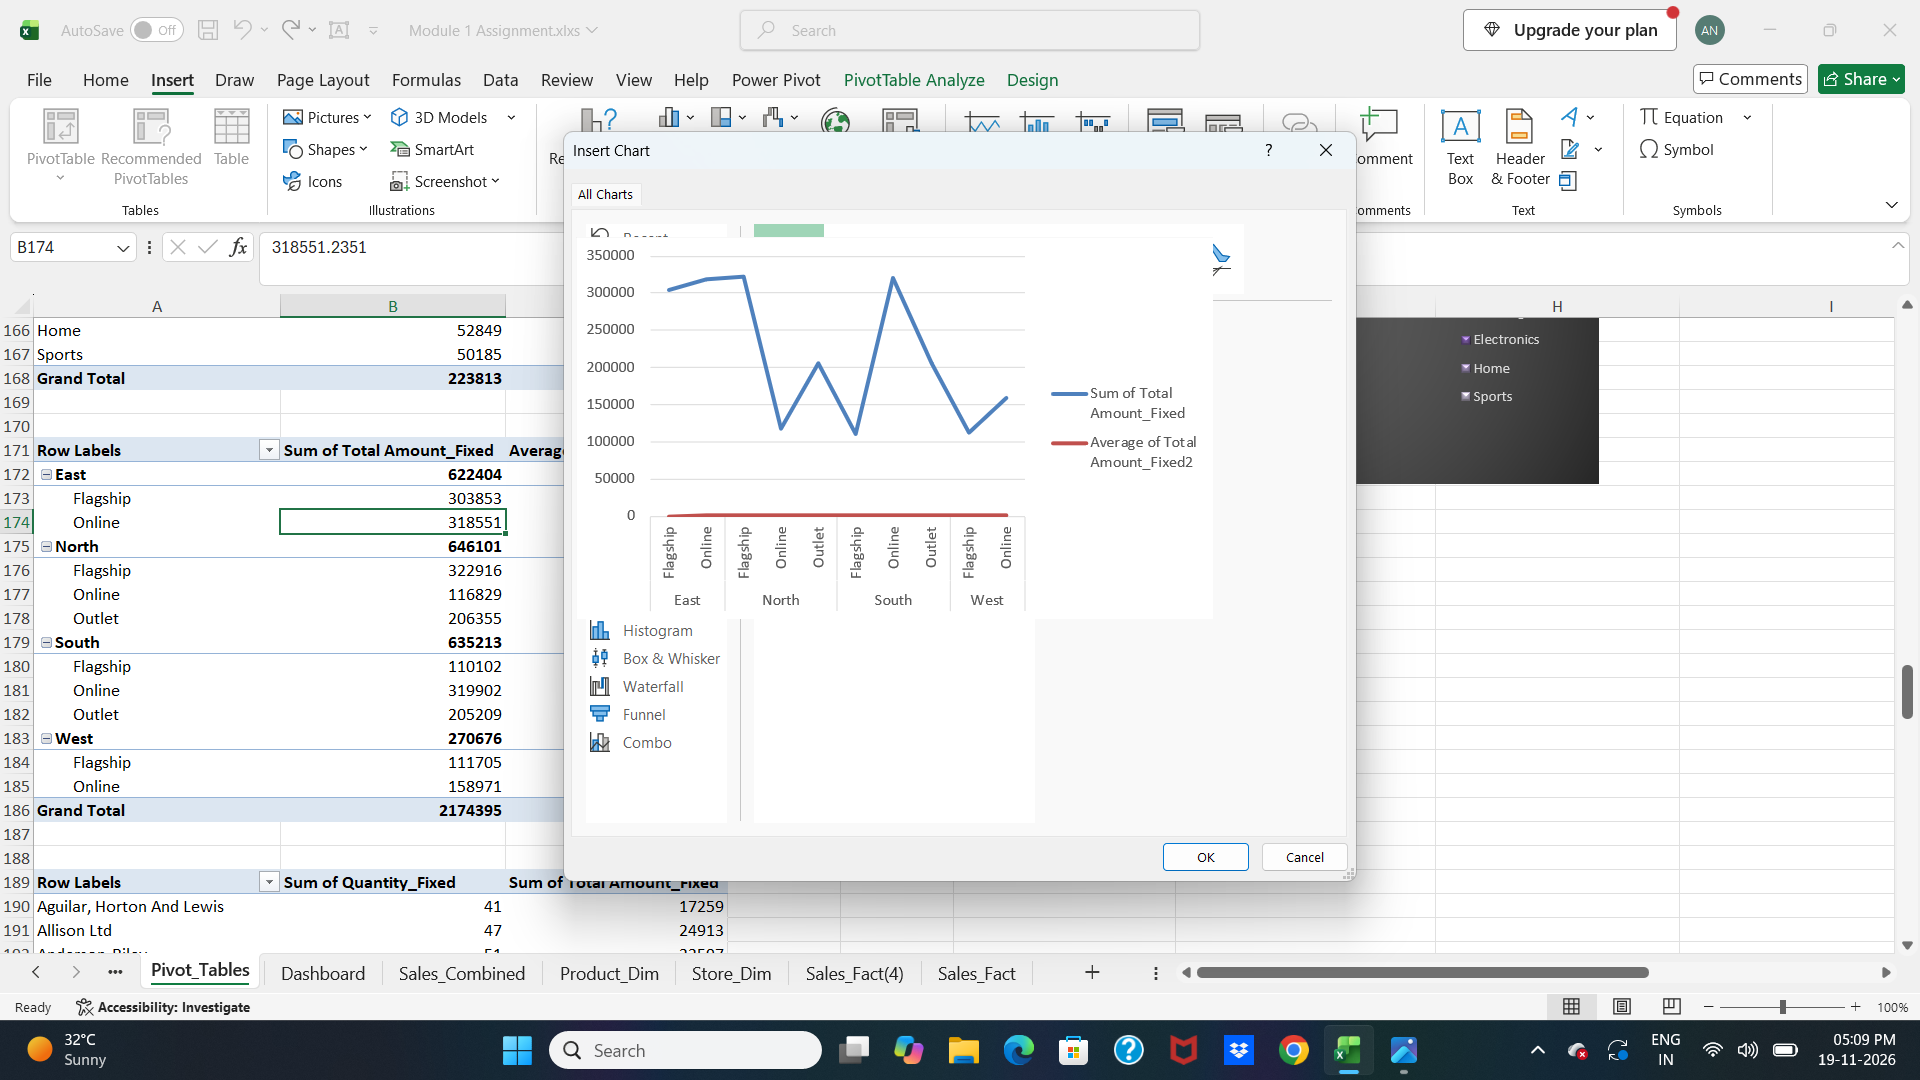 AutoSave Off Module 1 Assignment.xlxs Search Upgrade your plan AN
File Home Insert Draw Page Layout Formulas Data Review View Help Power Pivot PivotTable Analyze Design Comments Share
PivotTable
Recommended PivotTables
Table
Tables
Pictures
Shapes
Icons
3D Models
SmartArt
Screenshot
Illustrations
Text Box
Header & Footer
Text
Equation
Symbol
Symbols
B174 fx 318551.2351
A B H I
166 Home 52849
167 Sports 50185
168 Grand Total 223813
169
170
171 Row Labels Sum of Total Amount_Fixed
172 East 622404
173 Flagship 303853
174 Online 318551
175 North 646101
176 Flagship 322916
177 Online 116829
178 Outlet 206355
179 South 635213
180 Flagship 110102
181 Online 319902
182 Outlet 205209
183 West 270676
184 Flagship 111705
185 Online 158971
186 Grand Total 2174395
187
188
189 Row Labels Sum of Quantity_Fixed Sum of Total Amount_Fixed
190 Aguilar, Horton And Lewis 41 17259
191 Allison Ltd 47 24913
Electronics
Home
Sports
Insert Chart ?
All Charts
350000
300000
250000
200000
150000
100000
50000
0
Flagship Online Flagship Online Outlet Flagship Online Outlet Flagship Online
East North South West
Sum of Total
Amount_Fixed
Average of Total
Amount_Fixed2
Histogram
Box & Whisker
Waterfall
Funnel
Combo
OK Cancel
Pivot_Tables Dashboard Sales_Combined Product_Dim Store_Dim Sales_Fact(4) Sales_Fact
Ready Accessibility: Investigate 100%
32°C
Sunny
Search
ENG
IN
05:09 PM
19-11-2026